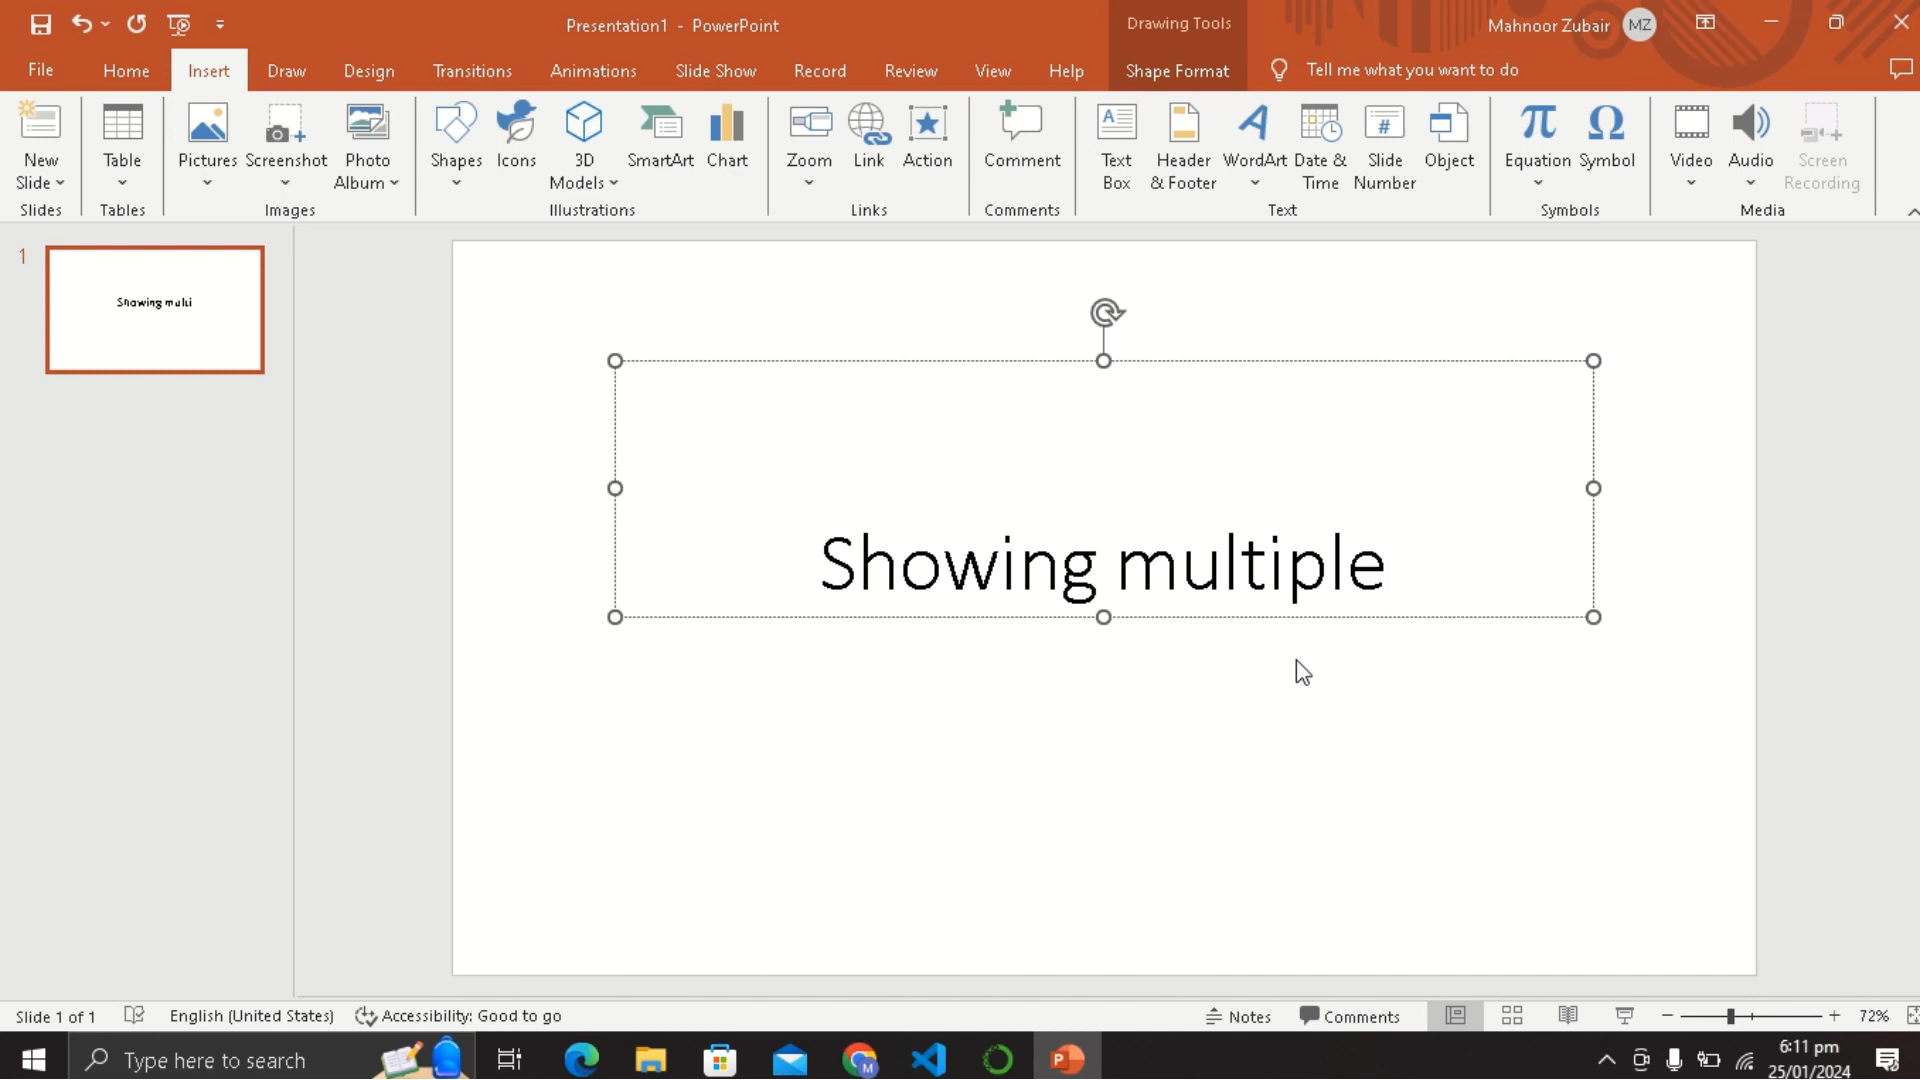 Presentation1 - PowerPoint
Drawing Tools
Mahnoor Zubair
MZ
File
Home
Insert
Draw
Design
Transitions
Animations
Slide Show
Record
Review
View
Help
Shape Format
Tell me what you want to do
New Slide
Table
Pictures
Screenshot
Photo Album
Shapes
Icons
3D Models
SmartArt
Chart
Zoom
Link
Action
Comment
Text Box
Header & Footer
WordArt
Date & Time
Slide Number
Object
Equation
Symbol
Video
Audio
Screen Recording
Slides
Tables
Images
Illustrations
Links
Comments
Text
Symbols
Media
1
Showing multi
Showing multiple
Slide 1 of 1
English (United States)
Accessibility: Good to go
Notes
Comments
72%
Type here to search
6:11 pm
25/01/2024